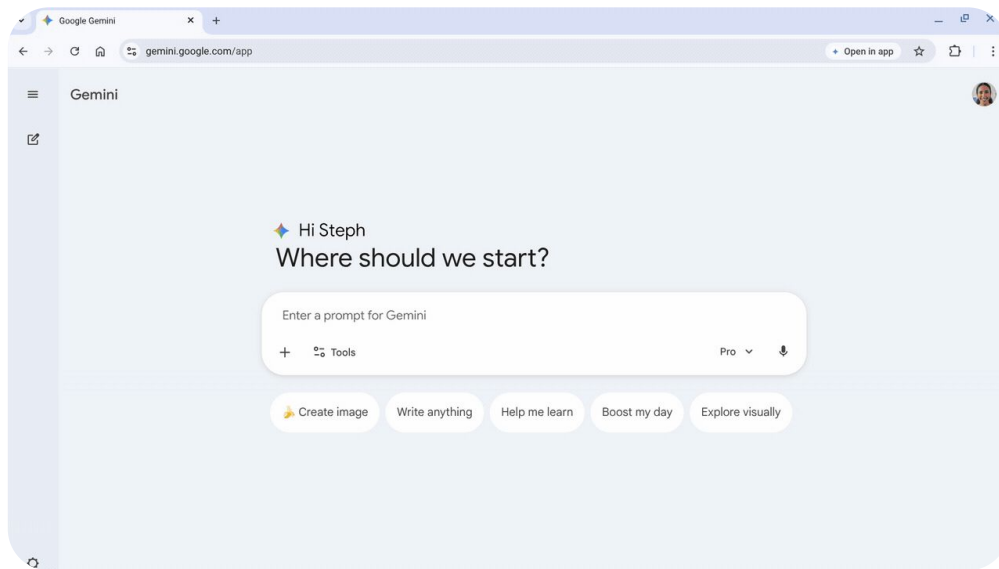 Google Gemini
gemini.google.com/app
Open in app
Gemini
Hi Steph
Where should we start?
Enter a prompt for Gemini
Tools
Pro
Create image
Write anything
Help me learn
Boost my day
Explore visually